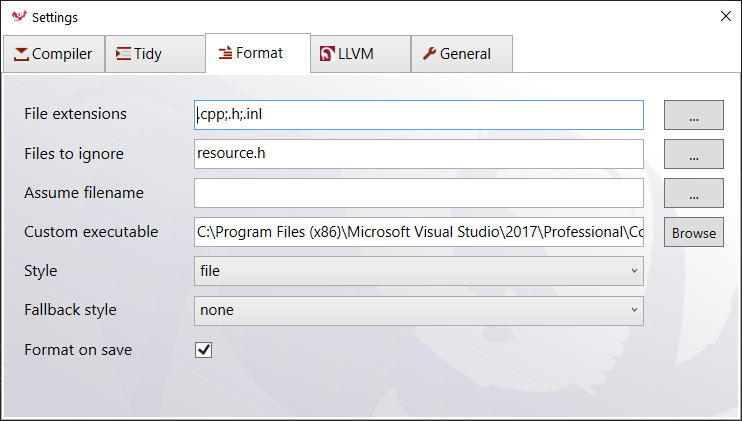 Settings
Compiler Tidy Format LLVM General
File extensions .cpp;.h;.inl ...
Files to ignore resource.h ...
Assume filename ...
Custom executable C:\Program Files (x86)\Microsoft Visual Studio\2017\Professional\Co Browse
Style file
Fallback style none
Format on save